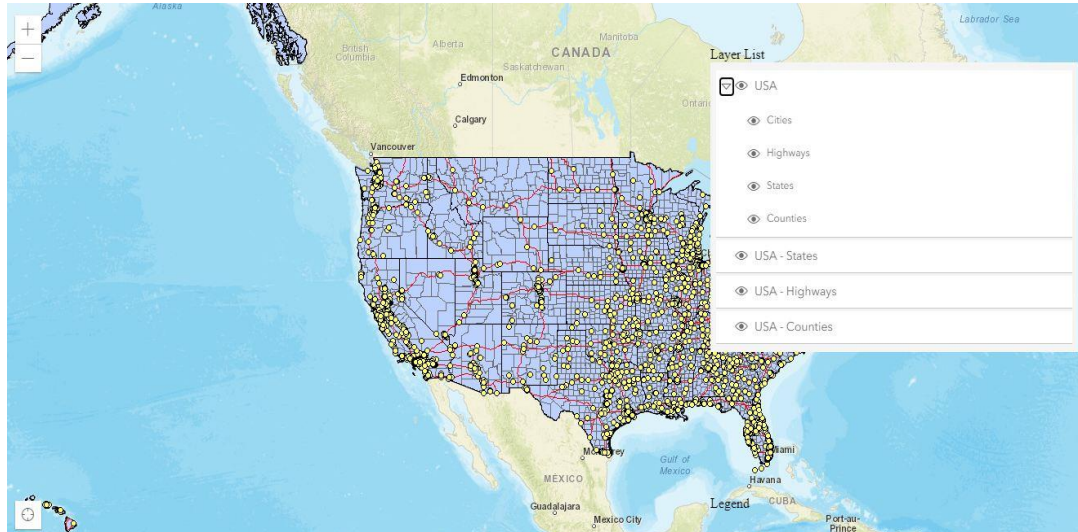 Alaska
Labrador Sea
+
−
British
Columbia
Alberta
Manitoba
CANADA
Saskatchewan
Edmonton
Calgary
Vancouver
Ontar
Layer List
USA
Cities
Highways
States
Counties
USA - States
USA - Highways
USA - Counties
Miami
Gulf of
Mexico
MÉXICO
Havana
CUBA
Guadalajara
Mexico City
Legend
Port-au-
Prince